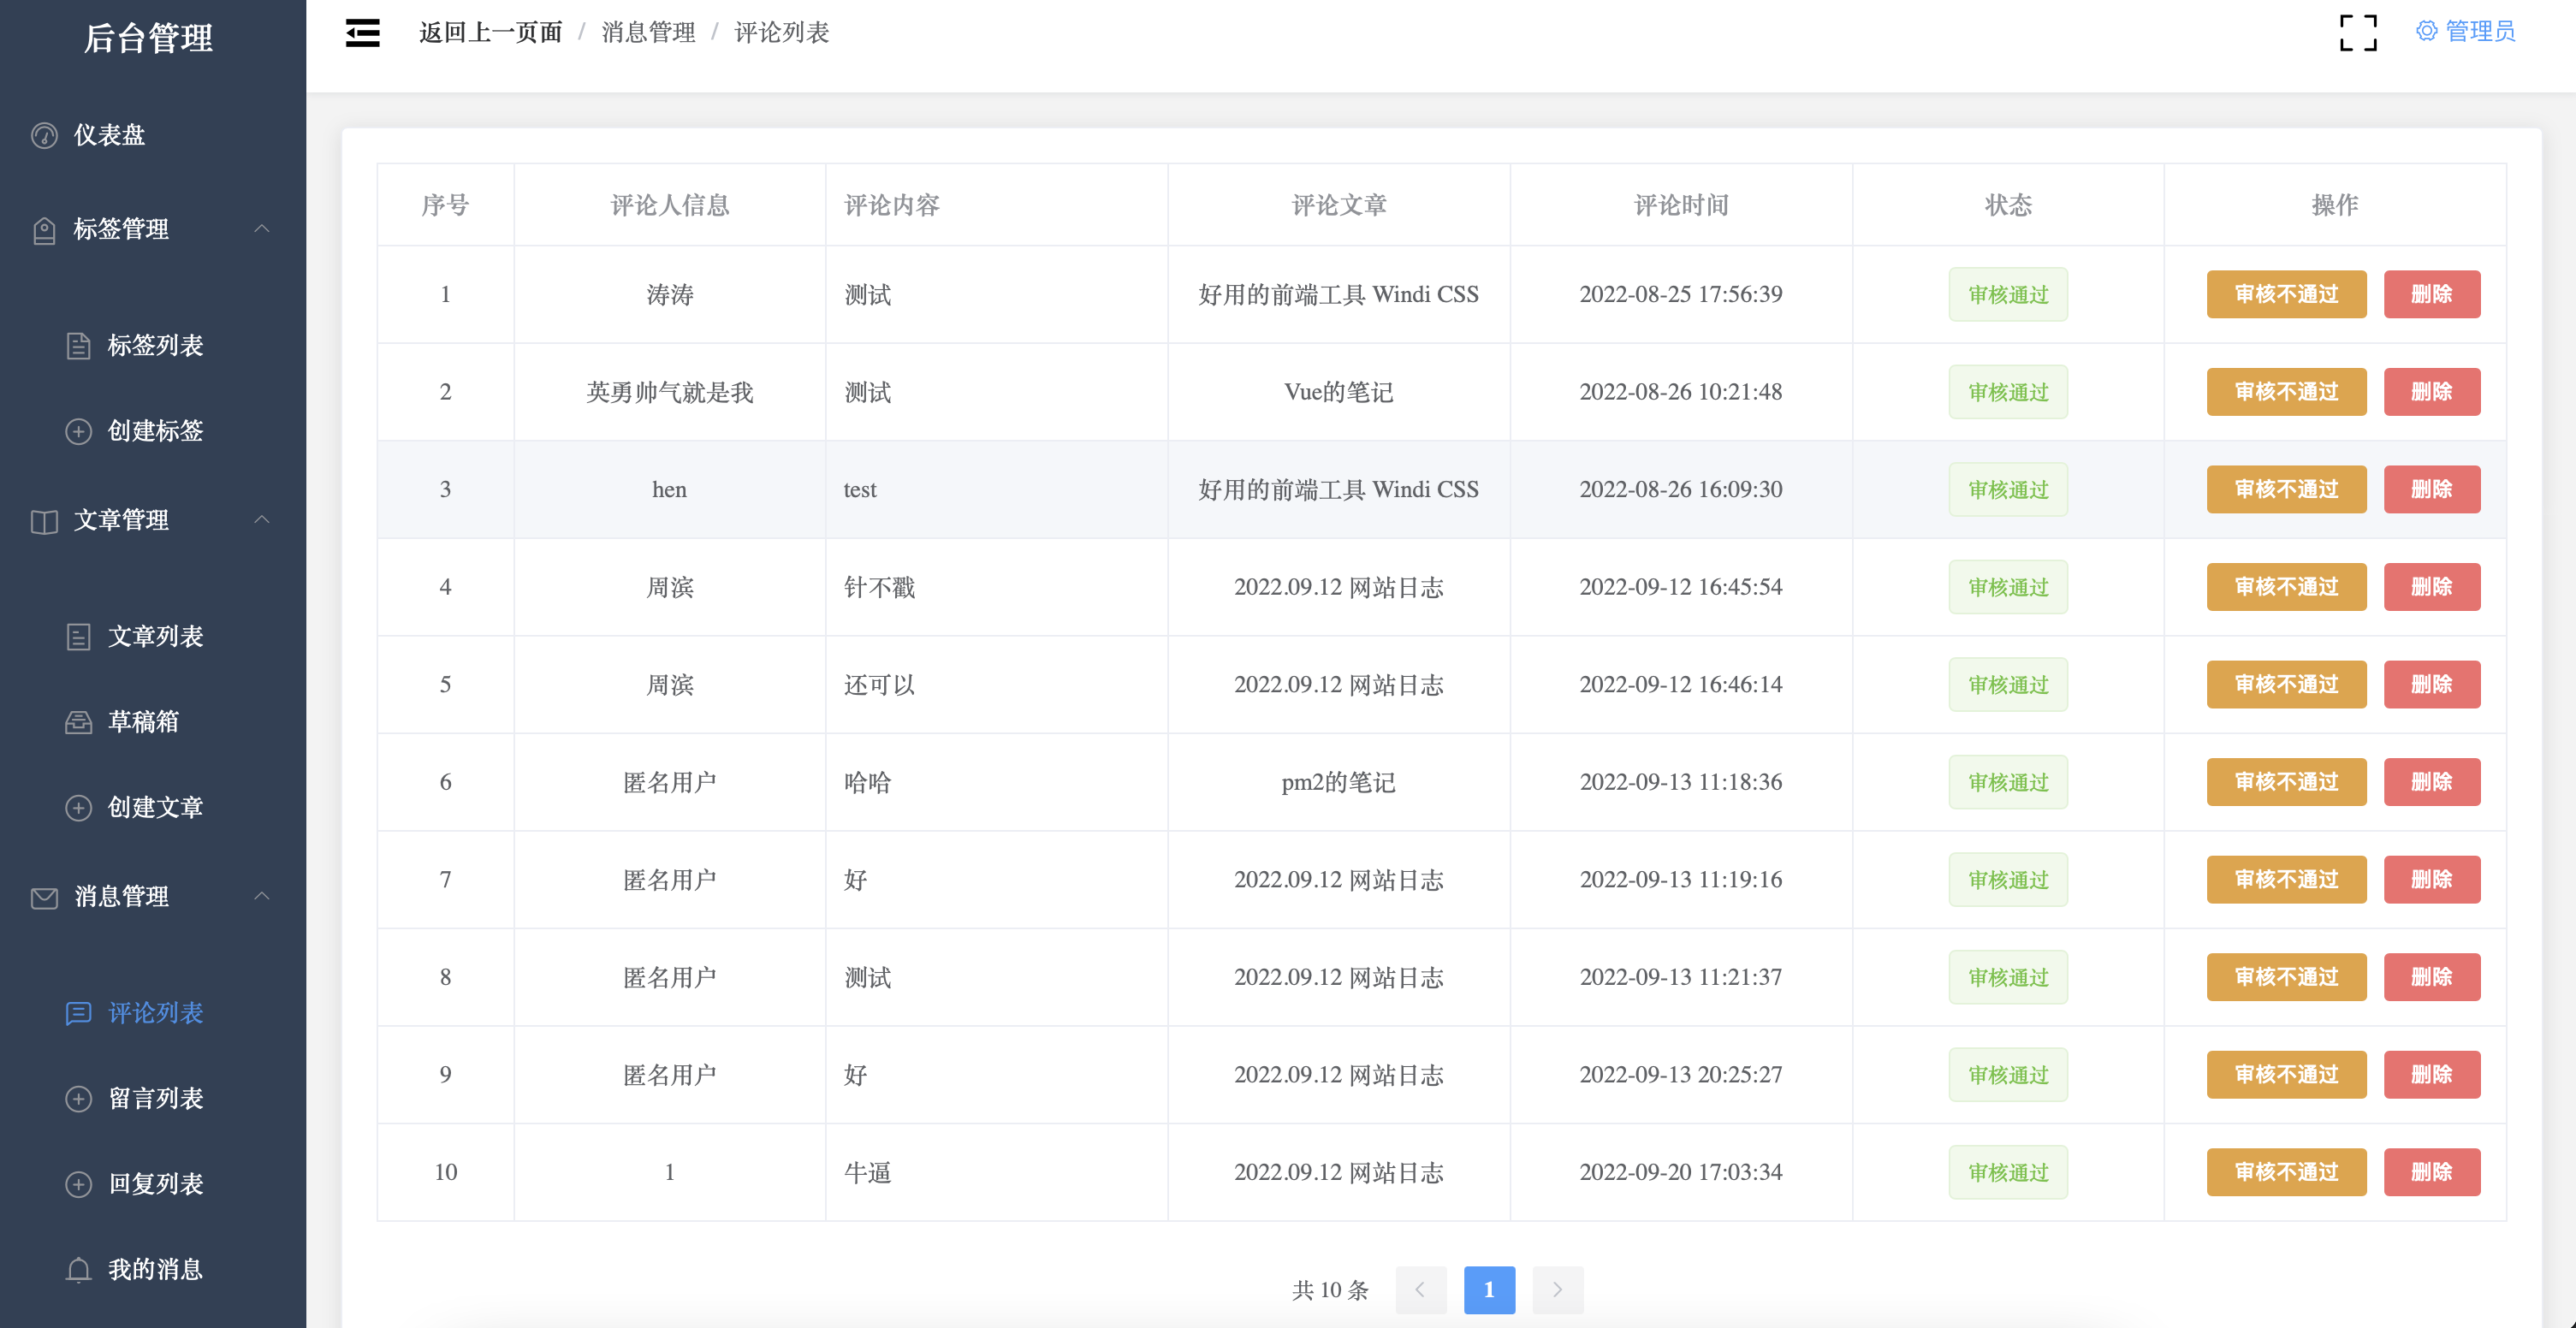 后台管理
仪表盘
标签管理
标签列表
创建标签
文章管理
文章列表
草稿箱
创建文章
消息管理
评论列表
留言列表
回复列表
我的消息
返回上一页面 / 消息管理 / 评论列表
管理员
序号 评论人信息 评论内容 评论文章 评论时间 状态 操作
1 涛涛 测试 好用的前端工具 Windi CSS 2022-08-25 17:56:39 审核通过 审核不通过 删除
2 英勇帅气就是我 测试 Vue的笔记 2022-08-26 10:21:48 审核通过 审核不通过 删除
3 hen test 好用的前端工具 Windi CSS 2022-08-26 16:09:30 审核通过 审核不通过 删除
4 周滨 针不戳 2022.09.12 网站日志 2022-09-12 16:45:54 审核通过 审核不通过 删除
5 周滨 还可以 2022.09.12 网站日志 2022-09-12 16:46:14 审核通过 审核不通过 删除
6 匿名用户 哈哈 pm2的笔记 2022-09-13 11:18:36 审核通过 审核不通过 删除
7 匿名用户 好 2022.09.12 网站日志 2022-09-13 11:19:16 审核通过 审核不通过 删除
8 匿名用户 测试 2022.09.12 网站日志 2022-09-13 11:21:37 审核通过 审核不通过 删除
9 匿名用户 好 2022.09.12 网站日志 2022-09-13 20:25:27 审核通过 审核不通过 删除
10 1 牛逼 2022.09.12 网站日志 2022-09-20 17:03:34 审核通过 审核不通过 删除
共 10 条 1